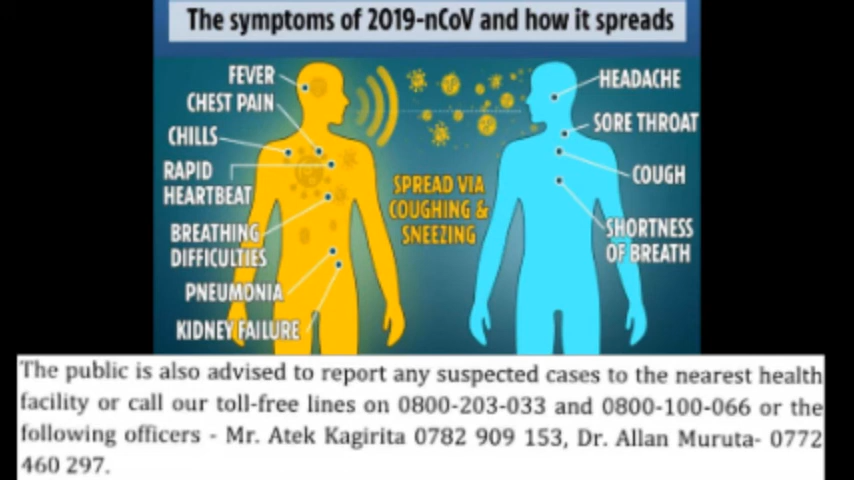 The symptoms of 2019-nCoV and how it spreads
FEVER
CHEST PAIN
CHILLS
RAPID
HEARTBEAT
BREATHING
DIFFICULTIES
PNEUMONIA
KIDNEY FAILURE
SPREAD VIA
COUGHING &
SNEEZING
HEADACHE
SORE THROAT
COUGH
SHORTNESS
OF BREATH
The public is also advised to report any suspected cases to the nearest health
facility or call our toll-free lines on 0800-203-033 and 0800-100-066 or the
following officers - Mr. Atek Kagirita 0782 909 153, Dr. Allan Muruta- 0772
460 297.